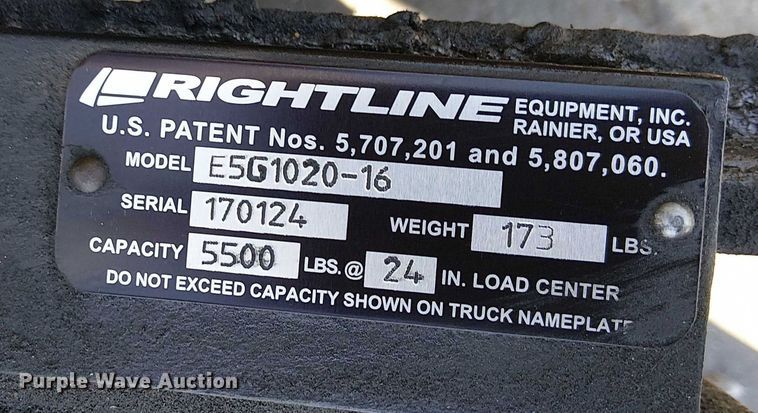 RIGHTLINE EQUIPMENT, INC.
RAINIER, OR USA
U.S. PATENT Nos. 5,707,201 and 5,807,060.
MODEL E5G1020-16
SERIAL 170124 WEIGHT 173 LBS.
CAPACITY 5500 LBS. @ 24 IN. LOAD CENTER
DO NOT EXCEED CAPACITY SHOWN ON TRUCK NAMEPLATE
Purple Wave Auction